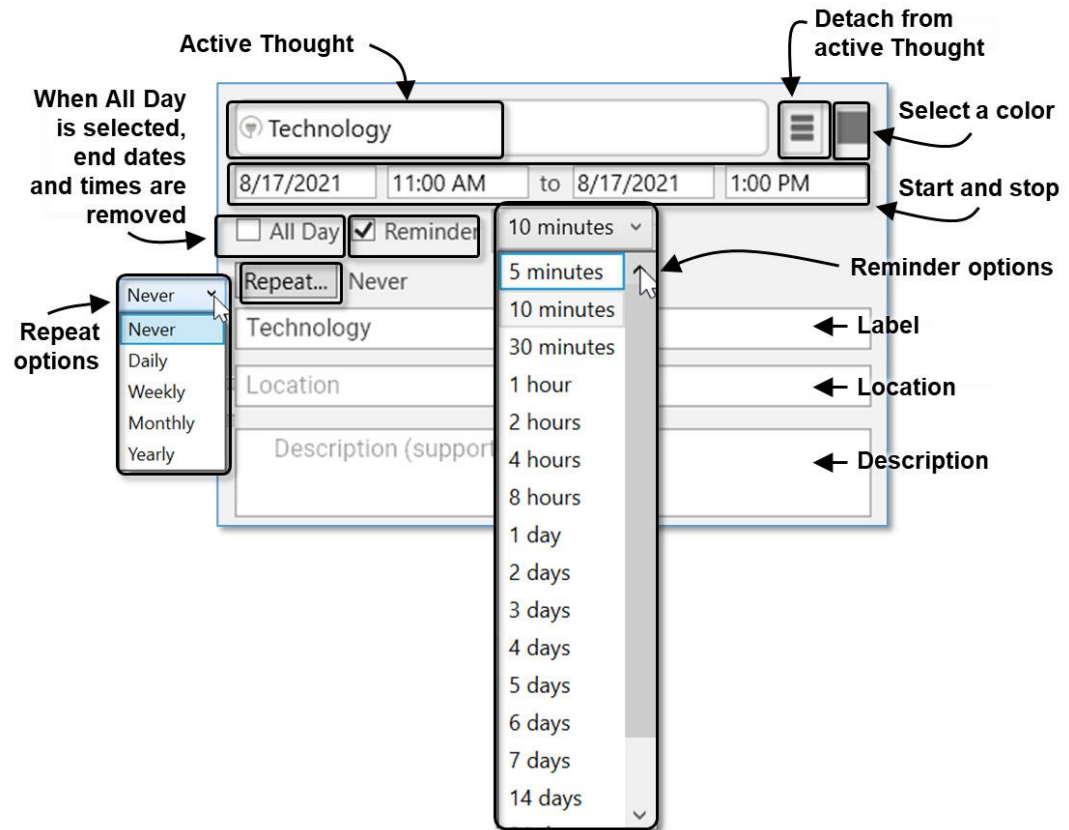 Detach from
active Thought
Active Thought
When All Day
is selected,
end dates
and times are
removed
Technology
Select a color
8/17/2021 11:00 AM to 8/17/2021 1:00 PM
Start and stop
All Day Reminder 10 minutes
Reminder options
Repeat... Never
Repeat
options
Never
Never
Daily
Weekly
Monthly
Yearly
5 minutes
10 minutes
30 minutes
1 hour
2 hours
4 hours
8 hours
1 day
2 days
3 days
4 days
5 days
6 days
7 days
14 days
Technology
Label
Location
Location
Description (support
Description